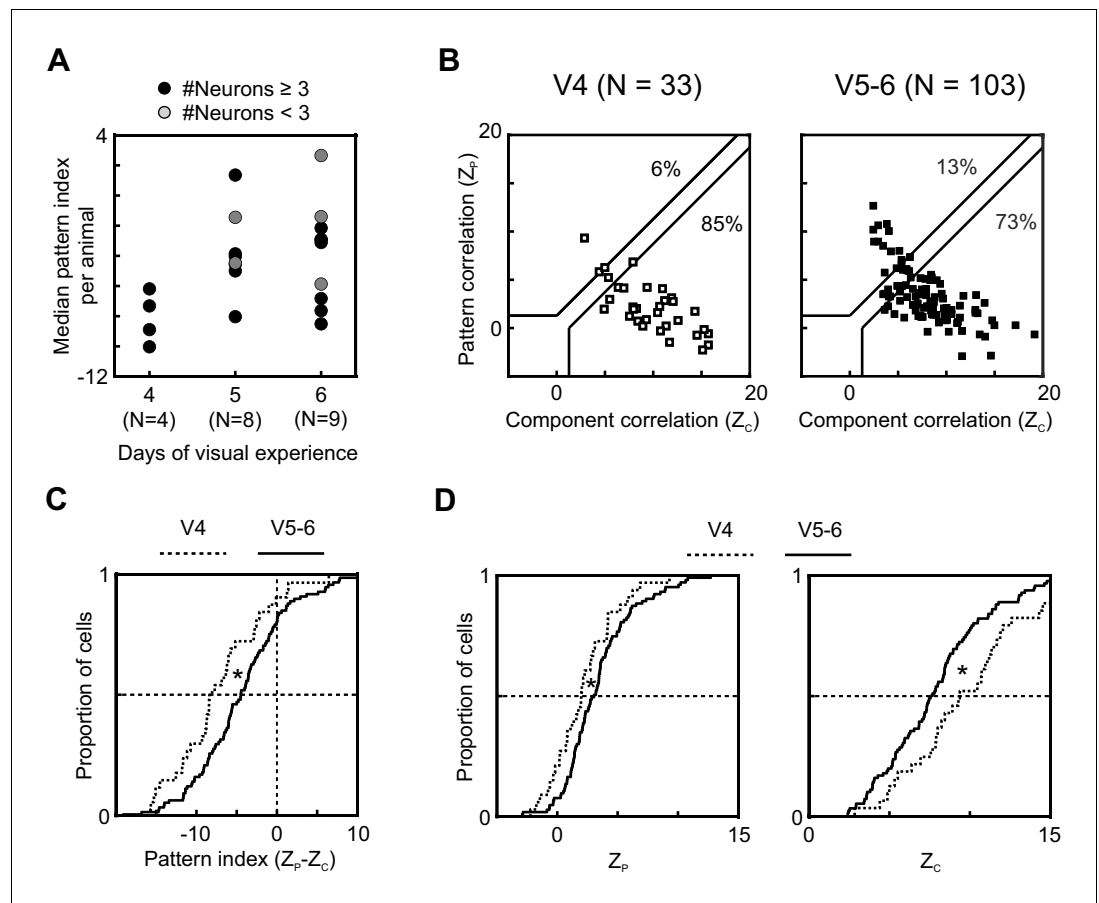 A
#Neurons ≥ 3
#Neurons < 3
4
-12
Median pattern index
per animal
4 5 6
(N=4) (N=8) (N=9)
Days of visual experience
B
V4 (N = 33) V5-6 (N = 103)
20
0
Pattern correlation (ZP)
6%
85%
13%
73%
0 20 0 20
Component correlation (ZC) Component correlation (ZC)
C
V4 V5-6
1
0
Proportion of cells
*
-10 0 10
Pattern index (ZP-ZC)
D
V4 V5-6
1
0
Proportion of cells
*
0 15
ZP
1
0
*
0 15
ZC